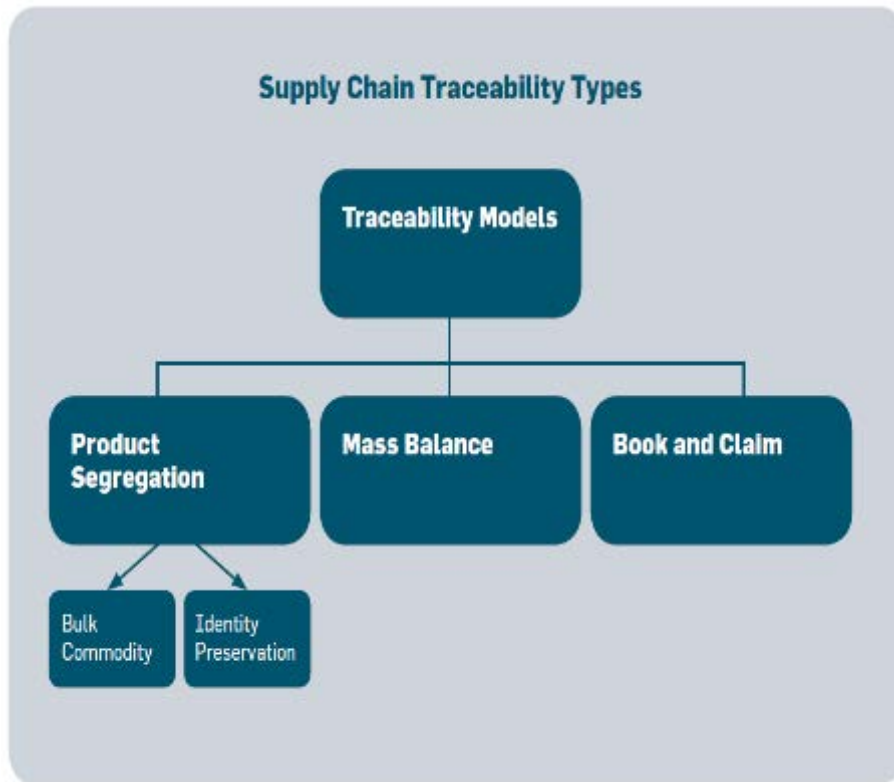 Supply Chain Traceability Types
Traceability Models
Product
Segregation
Mass Balance
Book and Claim
Bulk
Commodity
Identity
Preservation